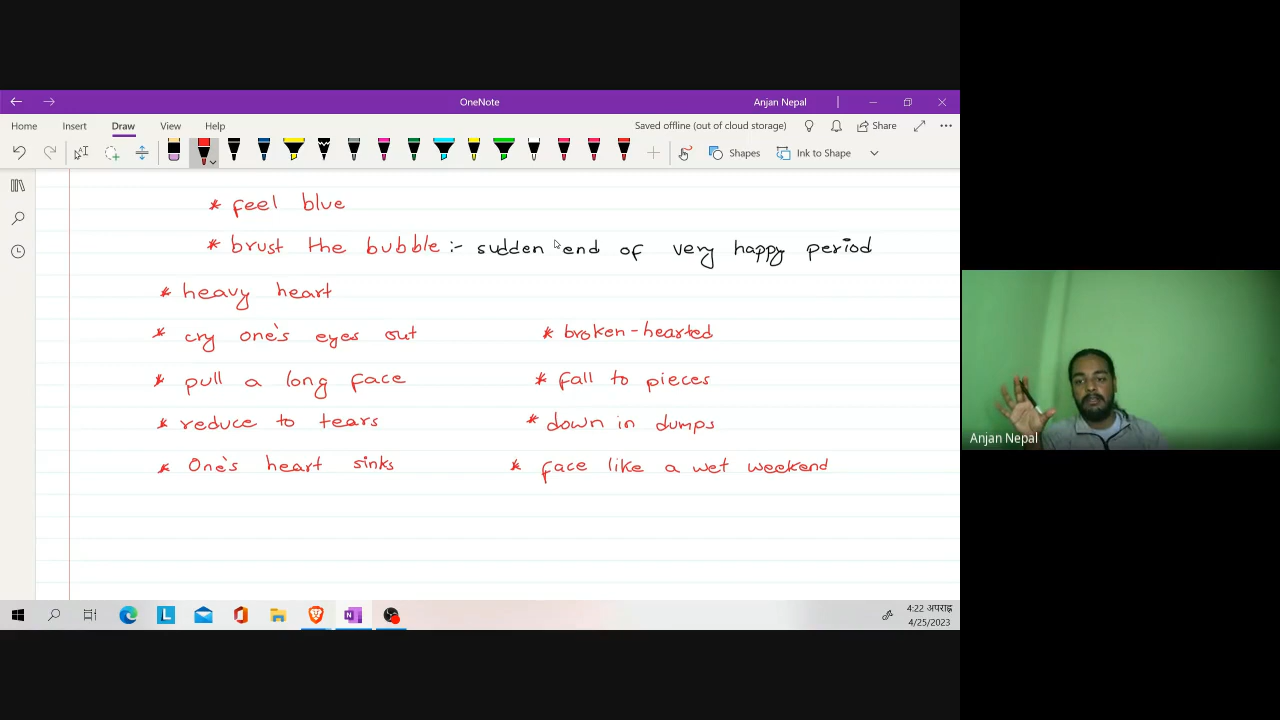 OneNote
Anjan Nepal
Home Insert Draw View Help
Saved offline (out of cloud storage) Share
Shapes Ink to Shape
* feel blue
* brust the bubble :- sudden end of very happy period
* heavy heart
* cry one's eyes out * broken-hearted
* pull a long face * fall to pieces
* reduce to tears * down in dumps
* One's heart sinks * face like a wet weekend
Anjan Nepal
4:22 अपराह्न
4/25/2023